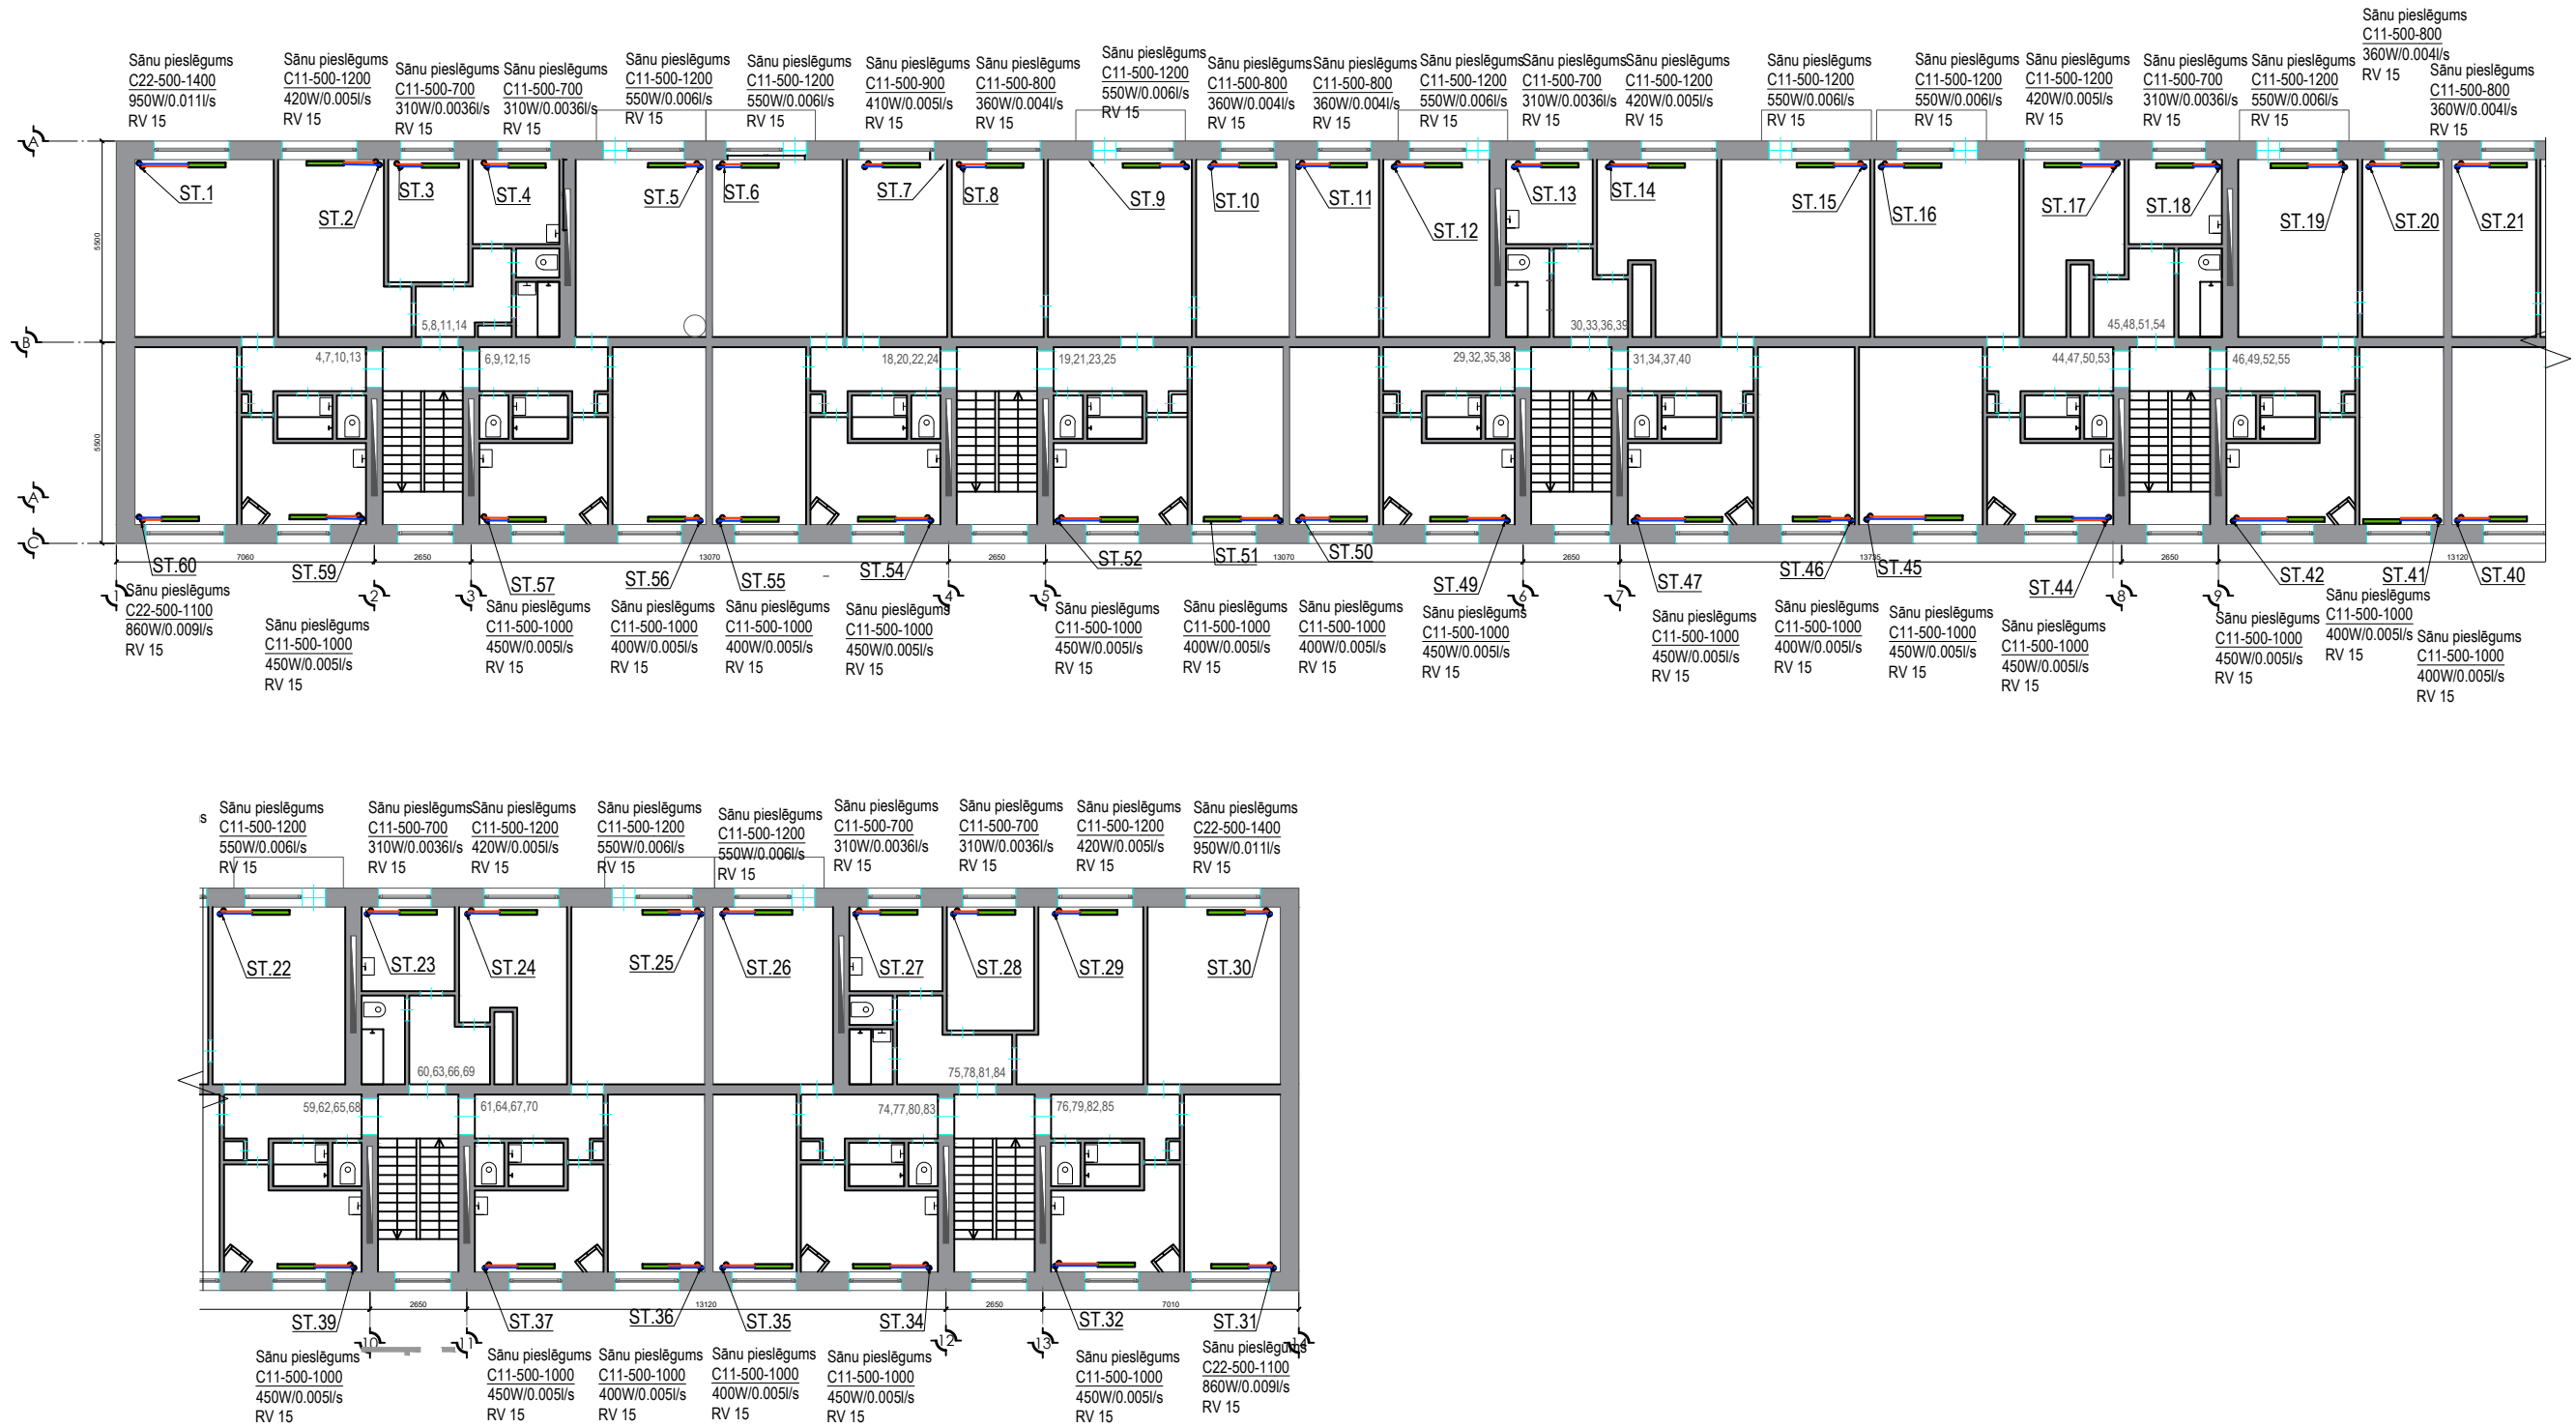 Sānu pieslēgums
C22-500-1400
950W/0.011l/s
RV 15
Sānu pieslēgums
C11-500-1200
420W/0.005l/s
RV 15
Sānu pieslēgums
C11-500-700
310W/0.0036l/s
RV 15
Sānu pieslēgums
C11-500-700
310W/0.0036l/s
RV 15
Sānu pieslēgums
C11-500-1200
550W/0.006l/s
RV 15
Sānu pieslēgums
C11-500-1200
550W/0.006l/s
RV 15
Sānu pieslēgums
C11-500-900
410W/0.005l/s
RV 15
Sānu pieslēgums
C11-500-800
360W/0.004l/s
RV 15
Sānu pieslēgums
C11-500-1200
550W/0.006l/s
RV 15
Sānu pieslēgums
C11-500-800
360W/0.004l/s
RV 15
Sānu pieslēgums
C11-500-800
360W/0.004l/s
RV 15
Sānu pieslēgums
C11-500-1200
550W/0.006l/s
RV 15
Sānu pieslēgums
C11-500-700
310W/0.0036l/s
RV 15
Sānu pieslēgums
C11-500-1200
420W/0.005l/s
RV 15
Sānu pieslēgums
C11-500-1200
550W/0.006l/s
RV 15
Sānu pieslēgums
C11-500-1200
550W/0.006l/s
RV 15
Sānu pieslēgums
C11-500-1200
420W/0.005l/s
RV 15
Sānu pieslēgums
C11-500-700
310W/0.0036l/s
RV 15
Sānu pieslēgums
C11-500-1200
550W/0.006l/s
RV 15
Sānu pieslēgums
C11-500-800
360W/0.004l/s
RV 15
Sānu pieslēgums
C11-500-800
360W/0.004l/s
RV 15
A
ST.1
ST.2
ST.3
ST.4
ST.5
ST.6
ST.7
ST.8
ST.9
ST.10
ST.11
ST.12
ST.13
ST.14
ST.15
ST.16
ST.17
ST.18
ST.19
ST.20
ST.21
5500
5,8,11,14
30,33,36,39
45,48,51,54
B
4,7,10,13
6,9,12,15
18,20,22,24
19,21,23,25
29,32,35,38
31,34,37,40
44,47,50,53
46,49,52,55
5500
A
C
7060
2650
13070
2650
13070
2650
13735
2650
13120
ST.60
ST.59
ST.57
ST.56
ST.55
ST.54
ST.52
ST.51
ST.50
ST.49
ST.47
ST.46
ST.45
ST.44
ST.42
ST.41
ST.40
1
2
3
4
5
6
7
8
9
Sānu pieslēgums
C22-500-1100
860W/0.009l/s
RV 15
Sānu pieslēgums
C11-500-1000
450W/0.005l/s
RV 15
Sānu pieslēgums
C11-500-1000
450W/0.005l/s
RV 15
Sānu pieslēgums
C11-500-1000
400W/0.005l/s
RV 15
Sānu pieslēgums
C11-500-1000
400W/0.005l/s
RV 15
Sānu pieslēgums
C11-500-1000
450W/0.005l/s
RV 15
Sānu pieslēgums
C11-500-1000
450W/0.005l/s
RV 15
Sānu pieslēgums
C11-500-1000
400W/0.005l/s
RV 15
Sānu pieslēgums
C11-500-1000
400W/0.005l/s
RV 15
Sānu pieslēgums
C11-500-1000
450W/0.005l/s
RV 15
Sānu pieslēgums
C11-500-1000
450W/0.005l/s
RV 15
Sānu pieslēgums
C11-500-1000
400W/0.005l/s
RV 15
Sānu pieslēgums
C11-500-1000
450W/0.005l/s
RV 15
Sānu pieslēgums
C11-500-1000
450W/0.005l/s
RV 15
Sānu pieslēgums
C11-500-1000
450W/0.005l/s
RV 15
Sānu pieslēgums
C11-500-1000
400W/0.005l/s
RV 15
Sānu pieslēgums
C11-500-1000
400W/0.005l/s
RV 15
s
Sānu pieslēgums
C11-500-1200
550W/0.006l/s
RV 15
Sānu pieslēgums
C11-500-700
310W/0.0036l/s
RV 15
Sānu pieslēgums
C11-500-1200
420W/0.005l/s
RV 15
Sānu pieslēgums
C11-500-1200
550W/0.006l/s
RV 15
Sānu pieslēgums
C11-500-1200
550W/0.006l/s
RV 15
Sānu pieslēgums
C11-500-700
310W/0.0036l/s
RV 15
Sānu pieslēgums
C11-500-700
310W/0.0036l/s
RV 15
Sānu pieslēgums
C11-500-1200
420W/0.005l/s
RV 15
Sānu pieslēgums
C22-500-1400
950W/0.011l/s
RV 15
ST.22
ST.23
ST.24
ST.25
ST.26
ST.27
ST.28
ST.29
ST.30
60,63,66,69
75,78,81,84
59,62,65,68
61,64,67,70
74,77,80,83
76,79,82,85
2650
13120
2650
7010
ST.39
ST.37
ST.36
ST.35
ST.34
ST.32
ST.31
10
11
12
13
14
Sānu pieslēgums
C11-500-1000
450W/0.005l/s
RV 15
Sānu pieslēgums
C11-500-1000
450W/0.005l/s
RV 15
Sānu pieslēgums
C11-500-1000
400W/0.005l/s
RV 15
Sānu pieslēgums
C11-500-1000
400W/0.005l/s
RV 15
Sānu pieslēgums
C11-500-1000
450W/0.005l/s
RV 15
Sānu pieslēgums
C11-500-1000
450W/0.005l/s
RV 15
Sānu pieslēgums
C22-500-1100
860W/0.009l/s
RV 15